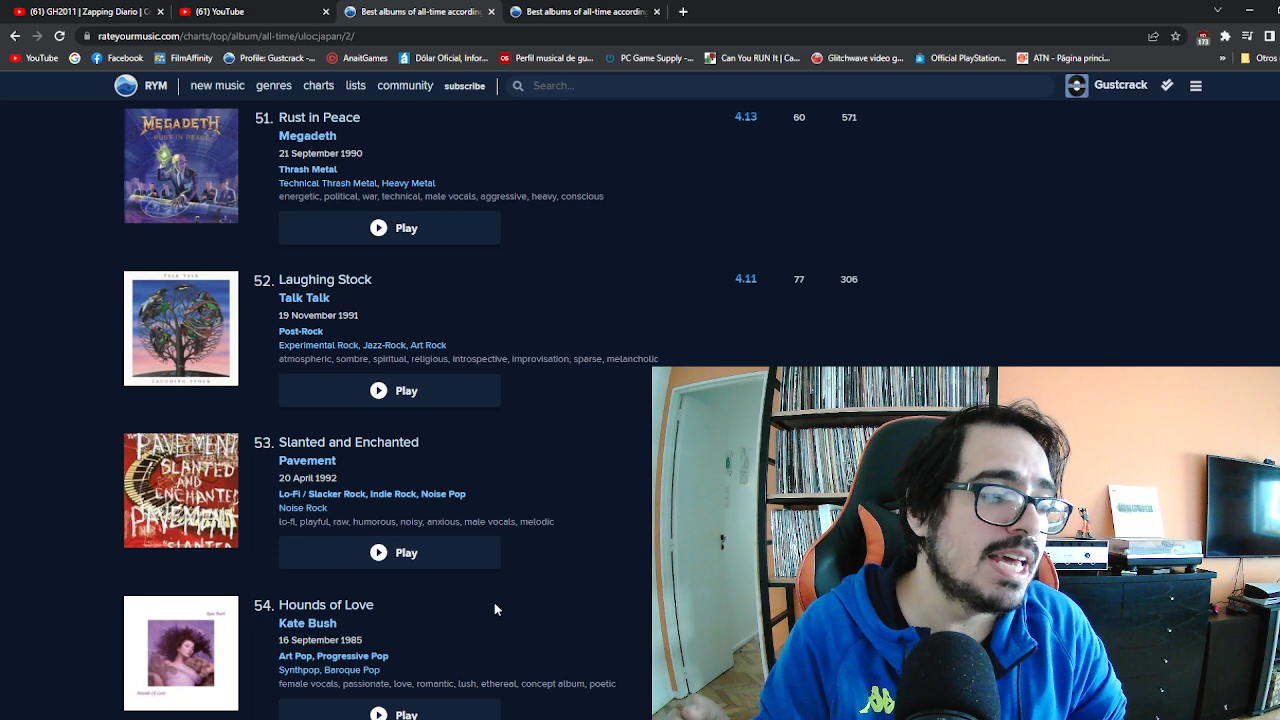 (61) GH2011 | Zapping Diario | C
(61) YouTube
Best albums of all-time according
Best albums of all-time according
rateyourmusic.com/charts/top/album/all-time/ulocjapan/2/
173
YouTube
Facebook
FilmAffinity
Profile: Gustcrack -...
AnaitGames
Dólar Oficial, Infor...
Perfil musical de gu...
PC Game Supply -...
Can You RUN It | Ca...
Glitchwave video g...
Official PlayStation...
ATN - Página princi...
»
Otros
RYM
new music
genres
charts
lists
community
subscribe
Search...
Gustcrack
MEGADETH
RUST IN PEACE
51. Rust in Peace
Megadeth
21 September 1990
Thrash Metal
Technical Thrash Metal, Heavy Metal
energetic, political, war, technical, male vocals, aggressive, heavy, conscious
Play
4.13
60
571
TALK TALK
LAUGHING STOCK
52. Laughing Stock
Talk Talk
19 November 1991
Post-Rock
Experimental Rock, Jazz-Rock, Art Rock
atmospheric, sombre, spiritual, religious, introspective, improvisation, sparse, melancholic
Play
4.11
77
306
PAVEMENT
SLANTED
AND
ENCHANTED
PAVEMENT
SLANTED
53. Slanted and Enchanted
Pavement
20 April 1992
Lo-Fi / Slacker Rock, Indie Rock, Noise Pop
Noise Rock
lo-fi, playful, raw, humorous, noisy, anxious, male vocals, melodic
Play
Kate Bush
Hounds Of Love
54. Hounds of Love
Kate Bush
16 September 1985
Art Pop, Progressive Pop
Synthpop, Baroque Pop
female vocals, passionate, love, romantic, lush, ethereal, concept album, poetic
Play